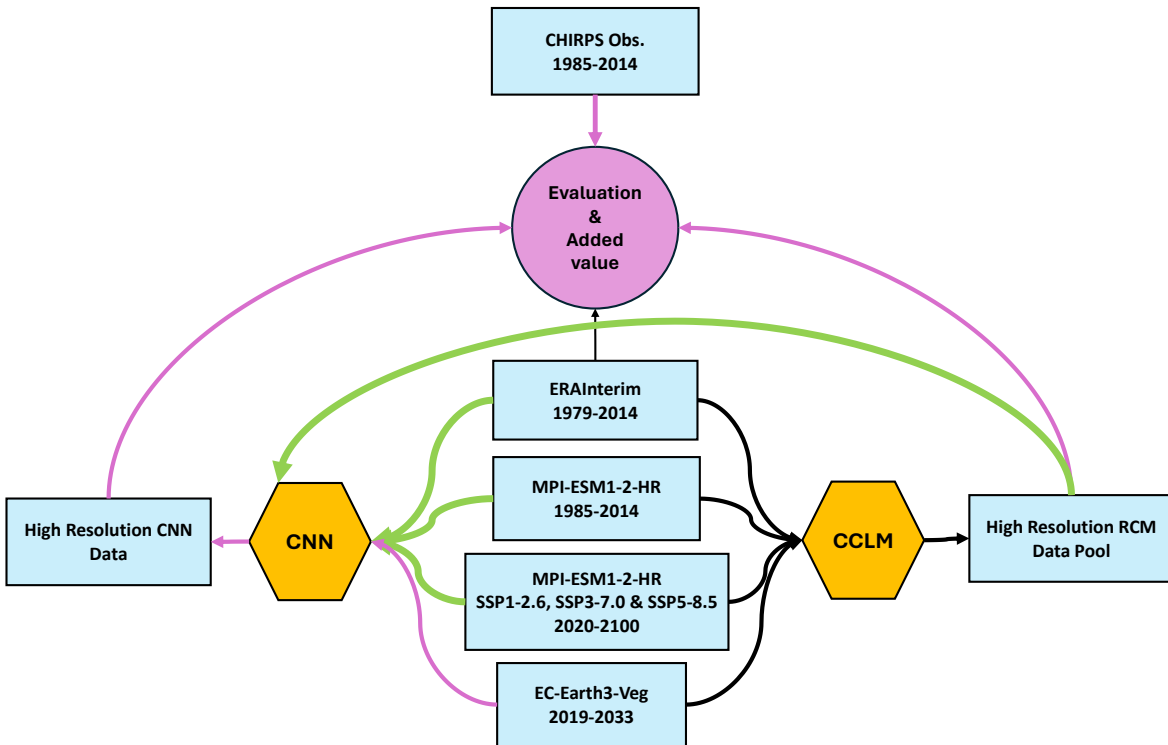 CHIRPS Obs.
1985-2014
Evaluation
&
Added
value
ERAInterim
1979-2014
MPI-ESM1-2-HR
1985-2014
High Resolution CNN
Data
CNN
CCLM
High Resolution RCM
Data Pool
MPI-ESM1-2-HR
SSP1-2.6, SSP3-7.0 & SSP5-8.5
2020-2100
EC-Earth3-Veg
2019-2033